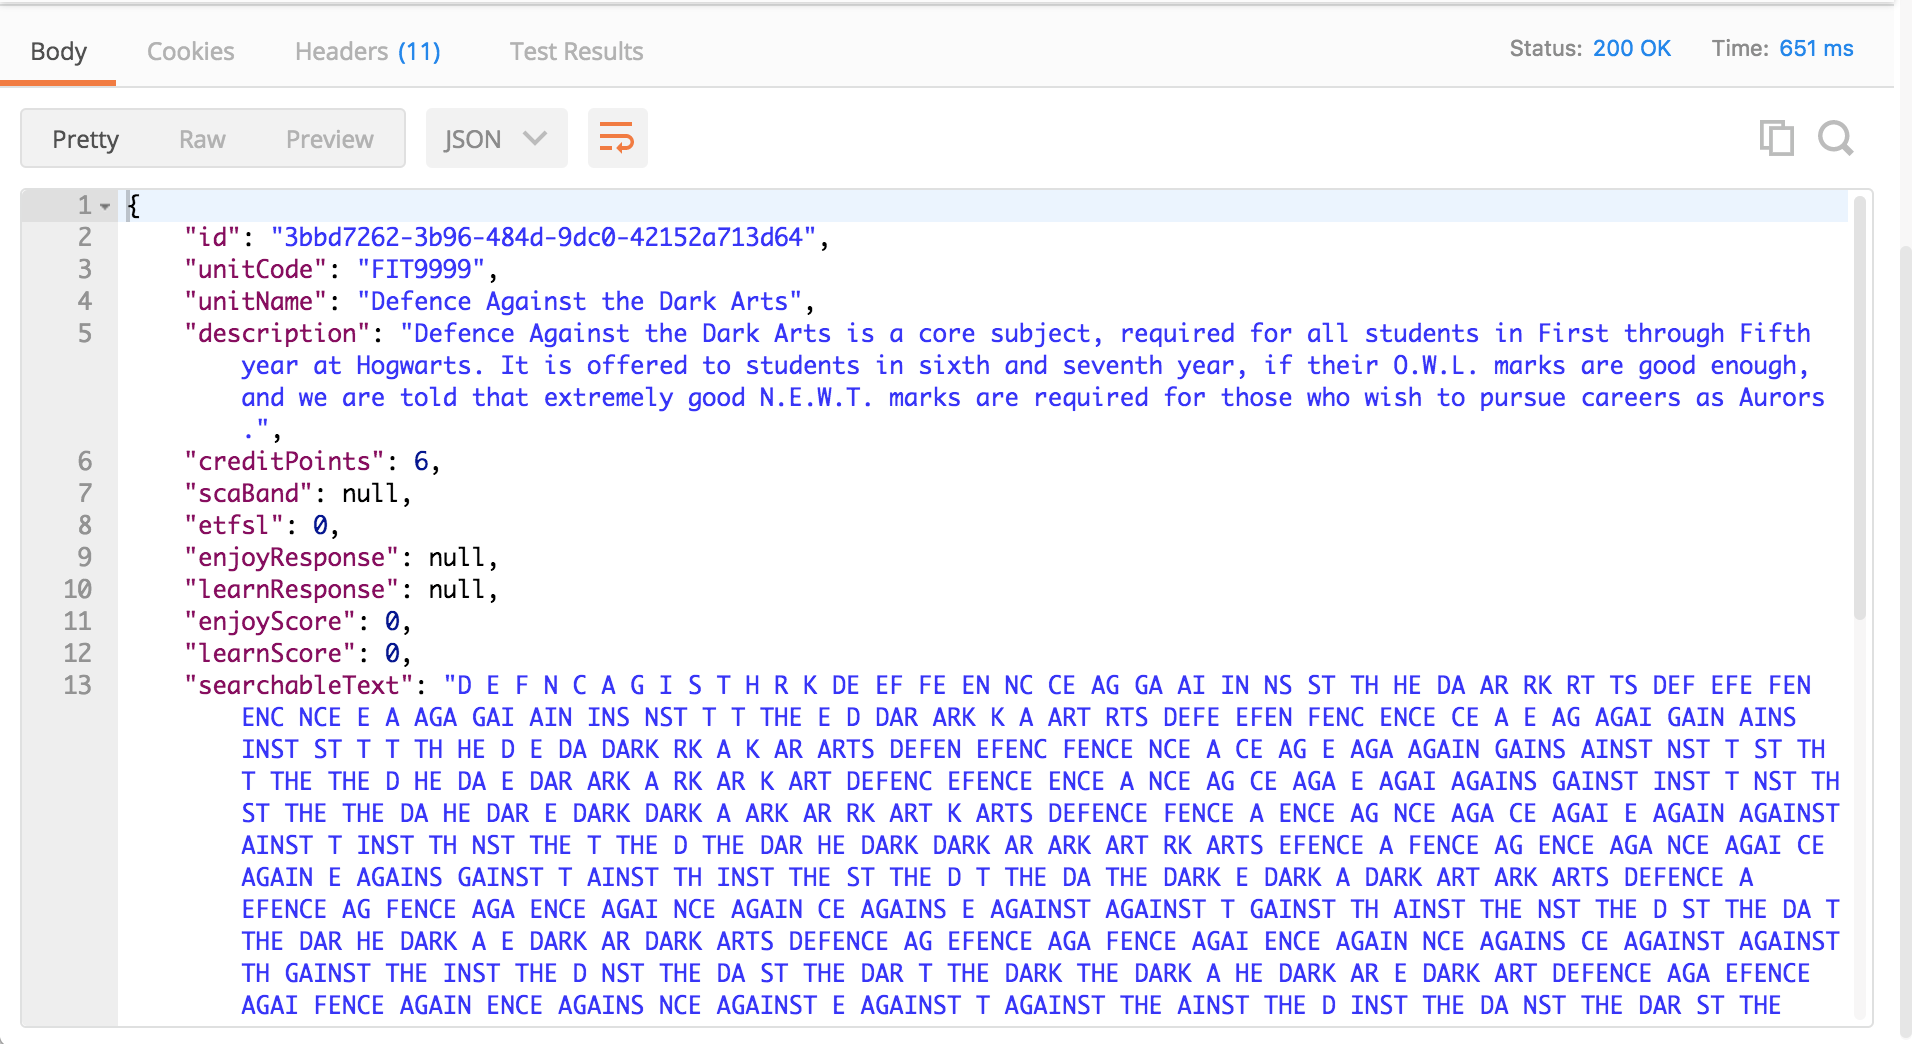 Body Cookies Headers (11) Test Results Status: 200 OK Time: 651 ms
Pretty Raw Preview JSON
1 {
2 "id": "3bbd7262-3b96-484d-9dc0-42152a713d64",
3 "unitCode": "FIT9999",
4 "unitName": "Defence Against the Dark Arts",
5 "description": "Defence Against the Dark Arts is a core subject, required for all students in First through Fifth
year at Hogwarts. It is offered to students in sixth and seventh year, if their O.W.L. marks are good enough,
and we are told that extremely good N.E.W.T. marks are required for those who wish to pursue careers as Aurors
.",
6 "creditPoints": 6,
7 "scaBand": null,
8 "etfsl": 0,
9 "enjoyResponse": null,
10 "learnResponse": null,
11 "enjoyScore": 0,
12 "learnScore": 0,
13 "searchableText": "D E F N C A G I S T H R K DE EF FE EN NC CE AG GA AI IN NS ST TH HE DA AR RK RT TS DEF EFE FEN
ENC NCE E A AGA GAI AIN INS NST T T THE E D DAR ARK K A ART RTS DEFE EFEN FENC ENCE CE A E AG AGAI GAIN AINS
INST ST T T TH HE D E DA DARK RK A K AR ARTS DEFEN EFENC FENCE NCE A CE AG E AGA AGAIN GAINS AINST NST T ST TH
T THE THE D HE DA E DAR ARK A RK AR K ART DEFENC EFENCE ENCE A NCE AG CE AGA E AGAI AGAINS GAINST INST T NST TH
ST THE THE DA HE DAR E DARK DARK A ARK AR RK ART K ARTS DEFENCE FENCE A ENCE AG NCE AGA CE AGAI E AGAIN AGAINST
AINST T INST TH NST THE T THE D THE DAR HE DARK DARK AR ARK ART RK ARTS EFENCE A FENCE AG ENCE AGA NCE AGAI CE
AGAIN E AGAINS GAINST T AINST TH INST THE ST THE D T THE DA THE DARK E DARK A DARK ART ARK ARTS DEFENCE A
EFENCE AG FENCE AGA ENCE AGAI NCE AGAIN CE AGAINS E AGAINST AGAINST T GAINST TH AINST THE NST THE D ST THE DA T
THE DAR HE DARK A E DARK AR DARK ARTS DEFENCE AG EFENCE AGA FENCE AGAI ENCE AGAIN NCE AGAINS CE AGAINST AGAINST
TH GAINST THE INST THE D NST THE DA ST THE DAR T THE DARK THE DARK A HE DARK AR E DARK ART DEFENCE AGA EFENCE
AGAI FENCE AGAIN ENCE AGAINS NCE AGAINST E AGAINST T AGAINST THE AINST THE D INST THE DA NST THE DAR ST THE